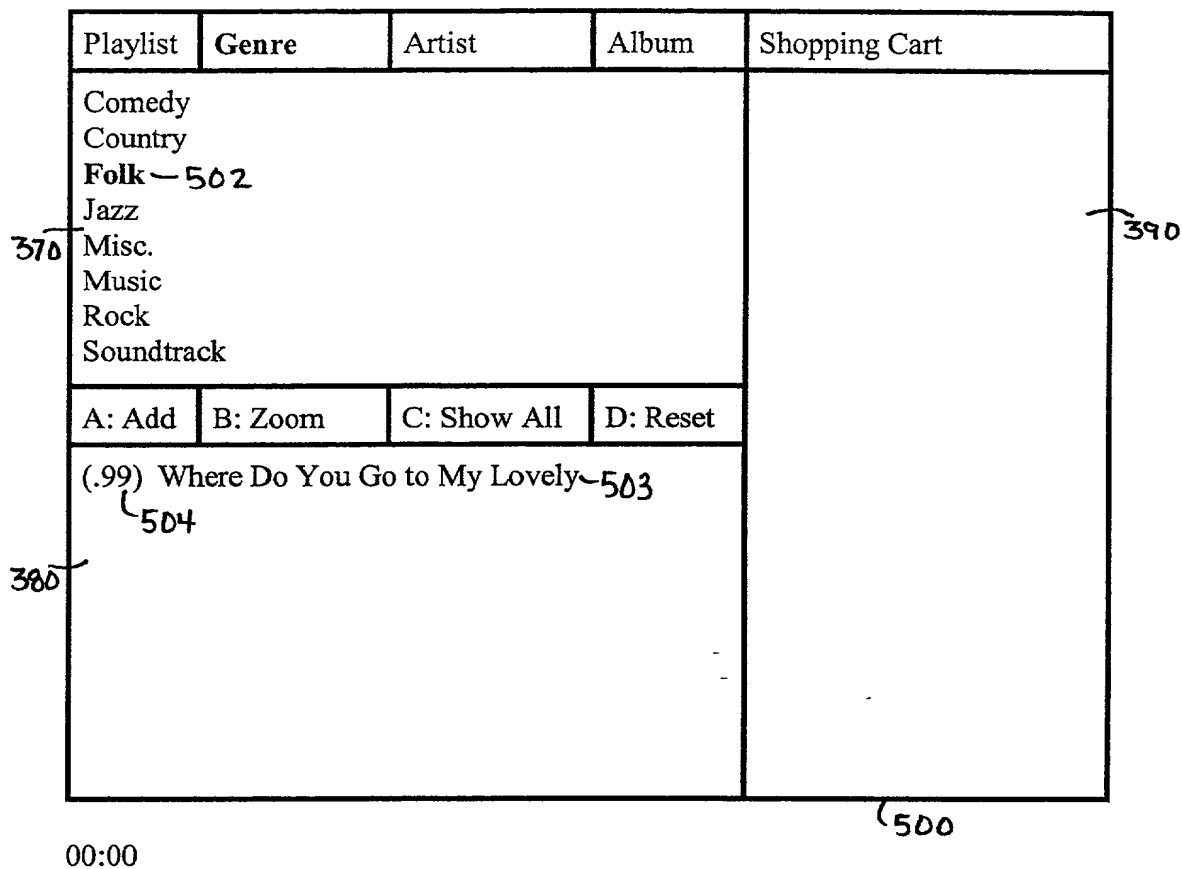 Playlist Genre Artist Album Shopping Cart
Comedy
Country
Folk 502
Jazz
370 Misc. 390
Music
Rock
Soundtrack
A: Add B: Zoom C: Show All D: Reset
(.99) Where Do You Go to My Lovely 503
504
380
500
00:00